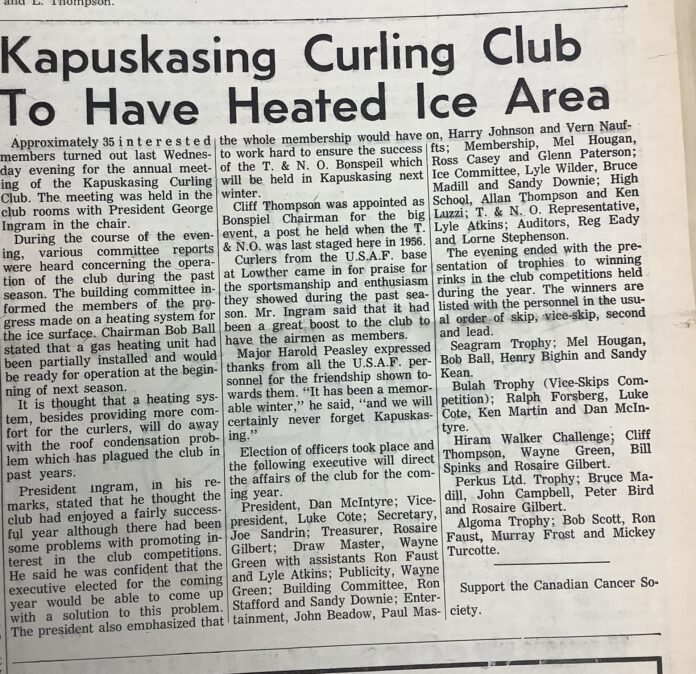 and L. Thompson.
Kapuskasing Curling Club
To Have Heated Ice Area
Approximately 35 interested
members turned out last Wednes-
day evening for the annual meet-
ing of the Kapuskasing Curling
Club. The meeting was held in the
club rooms with President George
Ingram in the chair.
During the course of the even-
ing, various committee reports
were heard concerning the opera-
tion of the club during the past
season. The building committee in-
formed the members of the pro-
gress made on a heating system for
the ice surface. Chairman Bob Ball
stated that a gas heating unit had
been partially installed and would
be ready for operation at the begin-
ning of next season.
It is thought that a heating sys-
tem, besides providing more com-
fort for the curlers, will do away
with the roof condensation prob-
lem which has plagued the club in
past years.
President Ingram, in his re-
marks, stated that he thought the
club had enjoyed a fairly success-
ful year although there had been
some problems with promoting in-
terest in the club competitions.
He said he was confident that the
executive elected for the coming
year would be able to come up
with a solution to this problem.
The president also emphasized that
the whole membership would have
to work hard to ensure the success
of the T. & N. O. Bonspeil which
will be held in Kapuskasing next
winter.
Cliff Thompson was appointed as
Bonspiel Chairman for the big
event, a post he held when the T.
& N.O. was last staged here in 1956.
Curlers from the U.S.A.F. base
at Lowther came in for praise for
the sportsmanship and enthusiasm
they showed during the past sea-
son. Mr. Ingram said that it had
been a great boost to the club to
have the airmen as members.
Major Harold Peasley expressed
thanks from all the U.S.A.F. per-
sonnel for the friendship shown to-
wards them. "It has been a memor-
able winter," he said, "and we will
certainly never forget Kapuskas-
ing."
Election of officers took place and
the following executive will direct
the affairs of the club for the com-
ing year.
President, Dan McIntyre; Vice-
president, Luke Cote; Secretary,
Joe Sandrin; Treasurer, Rosaire
Gilbert; Draw Master, Wayne
Green with assistants Ron Faust
and Lyle Atkins; Publicity, Wayne
Green; Building Committee, Ron
Stafford and Sandy Downie; Enter-
tainment, John Beadow, Paul Mas-
on, Harry Johnson and Vern Nauf-
fts; Membership, Mel Hougan,
Ross Casey and Glenn Paterson;
Ice Committee, Lyle Wilder, Bruce
Madill and Sandy Downie; High
School, Allan Thompson and Ken
Luzzi; T. & N. O. Representative,
Lyle Atkins; Auditors, Reg Eady
and Lorne Stephenson.
The evening ended with the pre-
sentation of trophies to winning
rinks in the club competitions held
during the year. The winners are
listed with the personnel in the usu-
al order of skip, vice-skip, second
and lead.
Seagram Trophy; Mel Hougan,
Bob Ball, Henry Bighin and Sandy
Kean.
Bulah Trophy (Vice-Skips Com-
petition); Ralph Forsberg, Luke
Cote, Ken Martin and Dan McIn-
tyre.
Hiram Walker Challenge; Cliff
Thompson, Wayne Green, Bill
Spinks and Rosaire Gilbert.
Perkus Ltd. Trophy; Bruce Ma-
dill, John Campbell, Peter Bird
and Rosaire Gilbert.
Algoma Trophy; Bob Scott, Ron
Faust, Murray Frost and Mickey
Turcotte.
Support the Canadian Cancer So-
ciety.